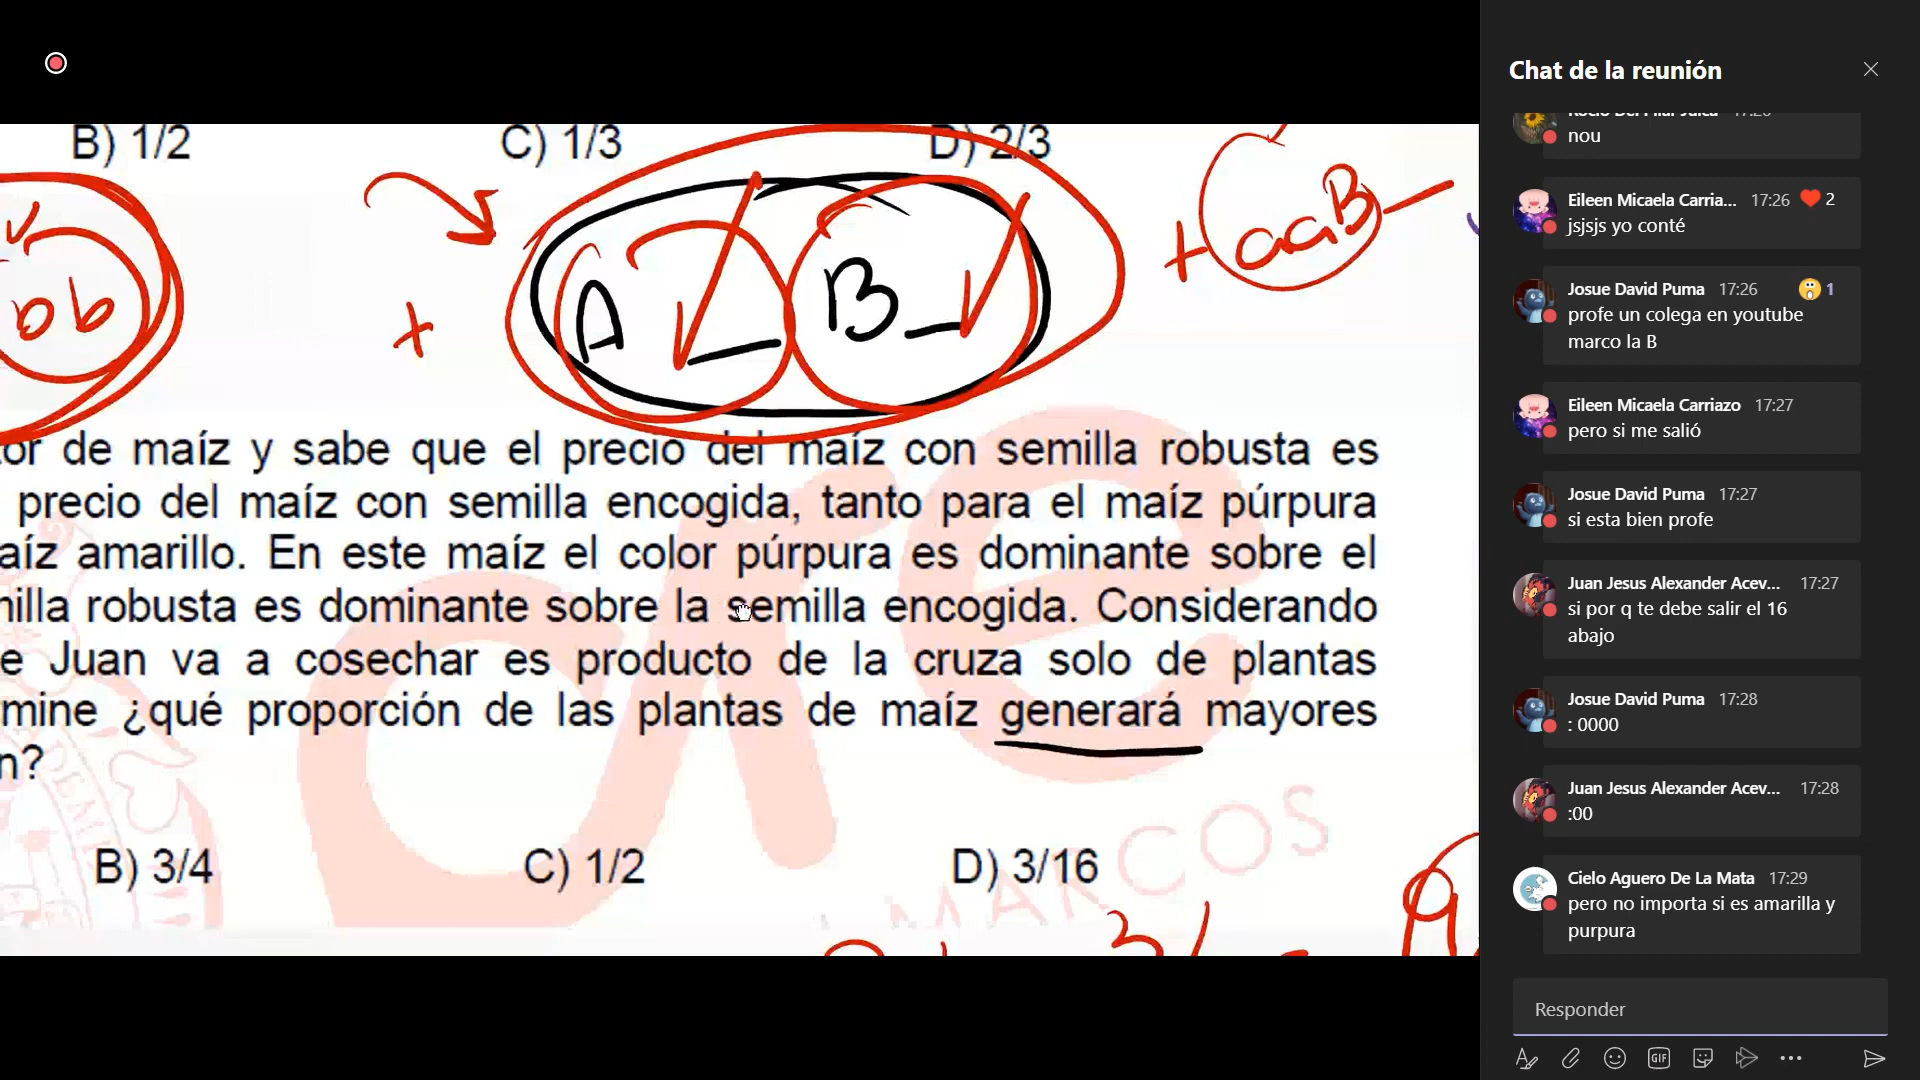 B) 1/2 C) 1/3 D) 2/3
bb + A _ B _ + aaB-
or de maíz y sabe que el precio del maíz con semilla robusta es
precio del maíz con semilla encogida, tanto para el maíz púrpura
aíz amarillo. En este maíz el color púrpura es dominante sobre el
milla robusta es dominante sobre la semilla encogida. Considerando
e Juan va a cosechar es producto de la cruza solo de plantas
mine ¿qué proporción de las plantas de maíz generará mayores
n?
B) 3/4 C) 1/2 D) 3/16
cre
MARCOS
9
3/
Chat de la reunión
nou
Eileen Micaela Carria... 17:26 2
jsjsjs yo conté
Josue David Puma 17:26 1
profe un colega en youtube
marco la B
Eileen Micaela Carriazo 17:27
pero si me salió
Josue David Puma 17:27
si esta bien profe
Juan Jesus Alexander Acev... 17:27
si por q te debe salir el 16
abajo
Josue David Puma 17:28
: 0000
Juan Jesus Alexander Acev... 17:28
:00
Cielo Aguero De La Mata 17:29
pero no importa si es amarilla y
purpura
Responder
GIF